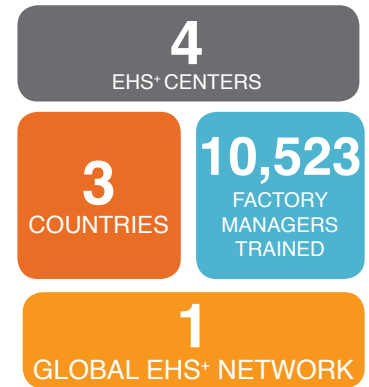 4
EHS⁺ CENTERS
3
COUNTRIES
10,523
FACTORY
MANAGERS
TRAINED
1
GLOBAL EHS⁺ NETWORK